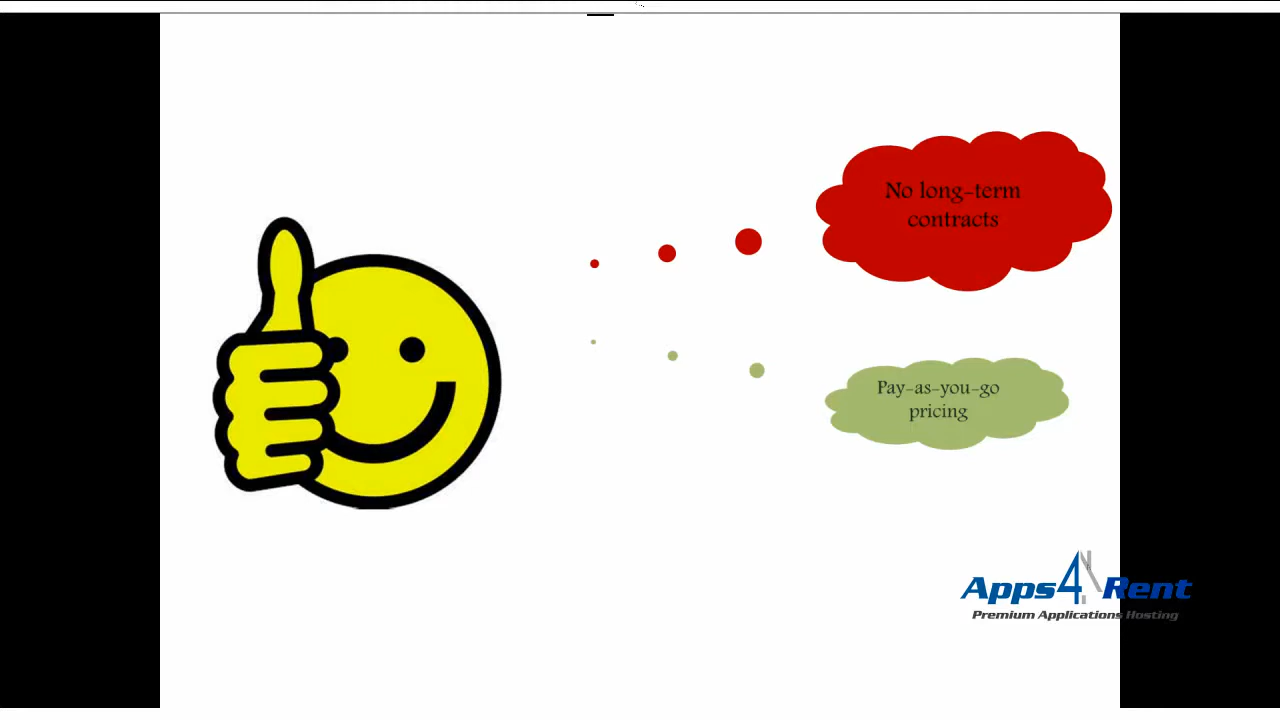 No long-term
contracts
Pay-as-you-go
pricing
Apps4Rent
Premium Applications Hosting